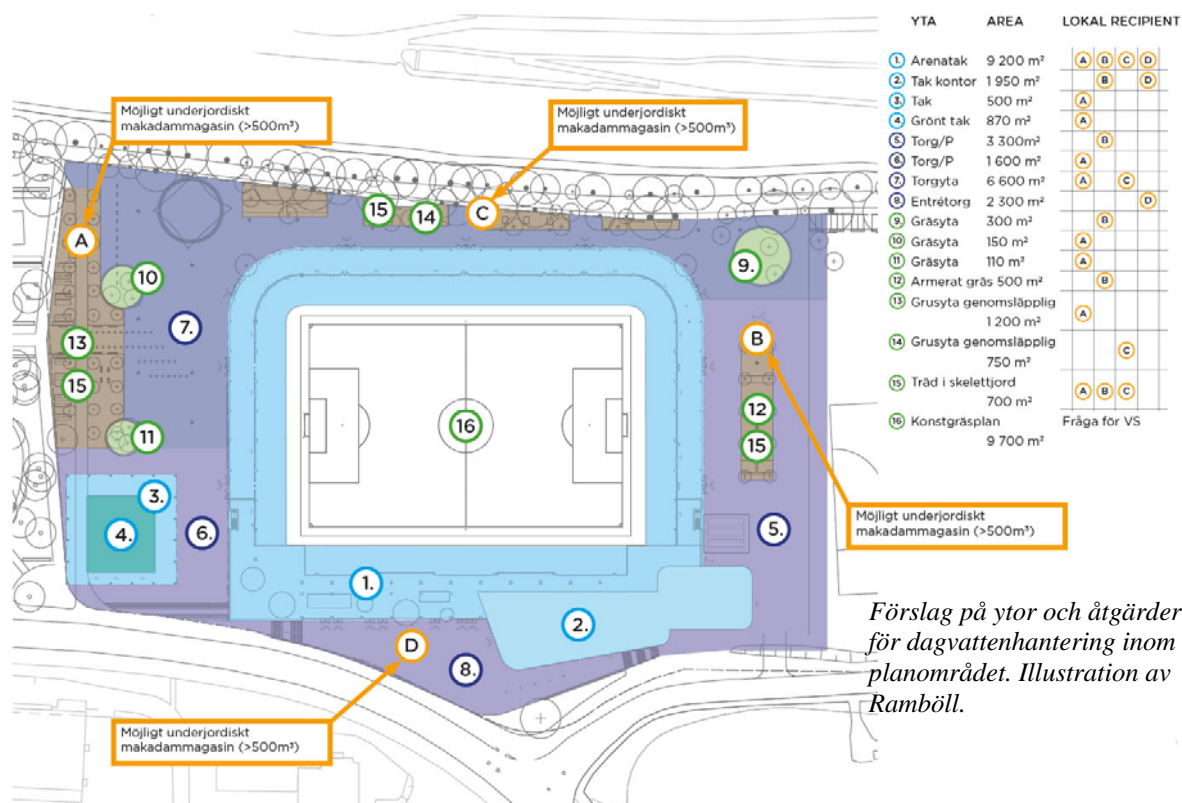 YTA AREA LOKAL RECIPIENT
1. Arenatak 9 200 m² A B C D
2. Tak kontor 1 950 m² B D
3. Tak 500 m² A
4. Grönt tak 870 m² A
5. Torg/P 3 300m² B
6. Torg/P 1 600 m² A
7. Torgyta 6 600 m² A C
8. Entrétorg 2 300 m² D
9. Gräsyta 300 m² B
10 Gräsyta 150 m² A
11 Gräsyta 110 m² A
12 Armerat gräs 500 m² B
13 Grusyta genomsläpplig
1 200 m² A
14 Grusyta genomsläpplig
750 m² C
15 Träd i skelettjord
700 m² A B C
16 Konstgräsplan Fråga för VS
9 700 m²
Möjligt underjordiskt
makadammagasin (>500m³)
Möjligt underjordiskt
makadammagasin (>500m³)
15
14
C
A
10
9.
7.
13
B
15
12
16
11
15
3.
4.
6.
5.
Möjligt underjordiskt
makadammagasin (>500m³)
1.
2.
D
8.
Möjligt underjordiskt
makadammagasin (>500m³)
Förslag på ytor och åtgärder
för dagvattenhantering inom
planområdet. Illustration av
Ramböll.